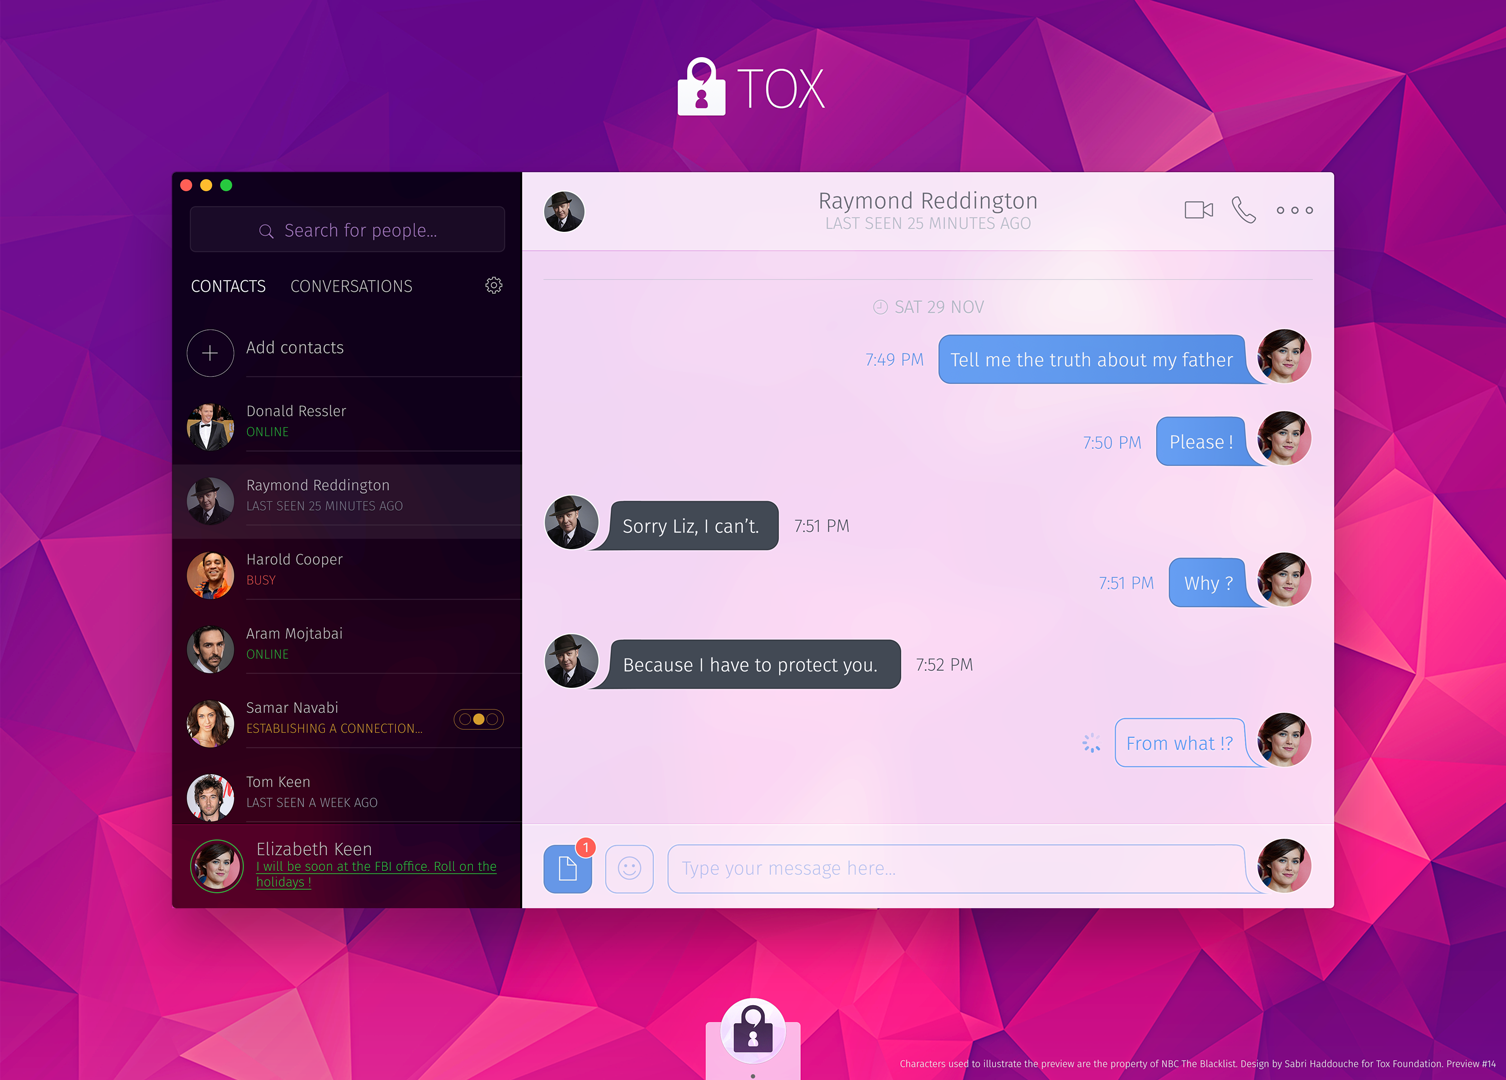 TOX
Search for people...
CONTACTS
CONVERSATIONS
Add contacts
Donald Ressler
ONLINE
Raymond Reddington
LAST SEEN 25 MINUTES AGO
Harold Cooper
BUSY
Aram Mojtabai
ONLINE
Samar Navabi
ESTABLISHING A CONNECTION...
Tom Keen
LAST SEEN A WEEK AGO
Elizabeth Keen
I will be soon at the FBI office. Roll on the
holidays !
Raymond Reddington
LAST SEEN 25 MINUTES AGO
SAT 29 NOV
7:49 PM Tell me the truth about my father
7:50 PM Please !
Sorry Liz, I can't. 7:51 PM
7:51 PM Why ?
Because I have to protect you. 7:52 PM
From what !?
1
Type your message here...
Characters used to illustrate the preview are the property of NBC The Blacklist. Design by Sabri Haddouche for Tox Foundation. Preview #14